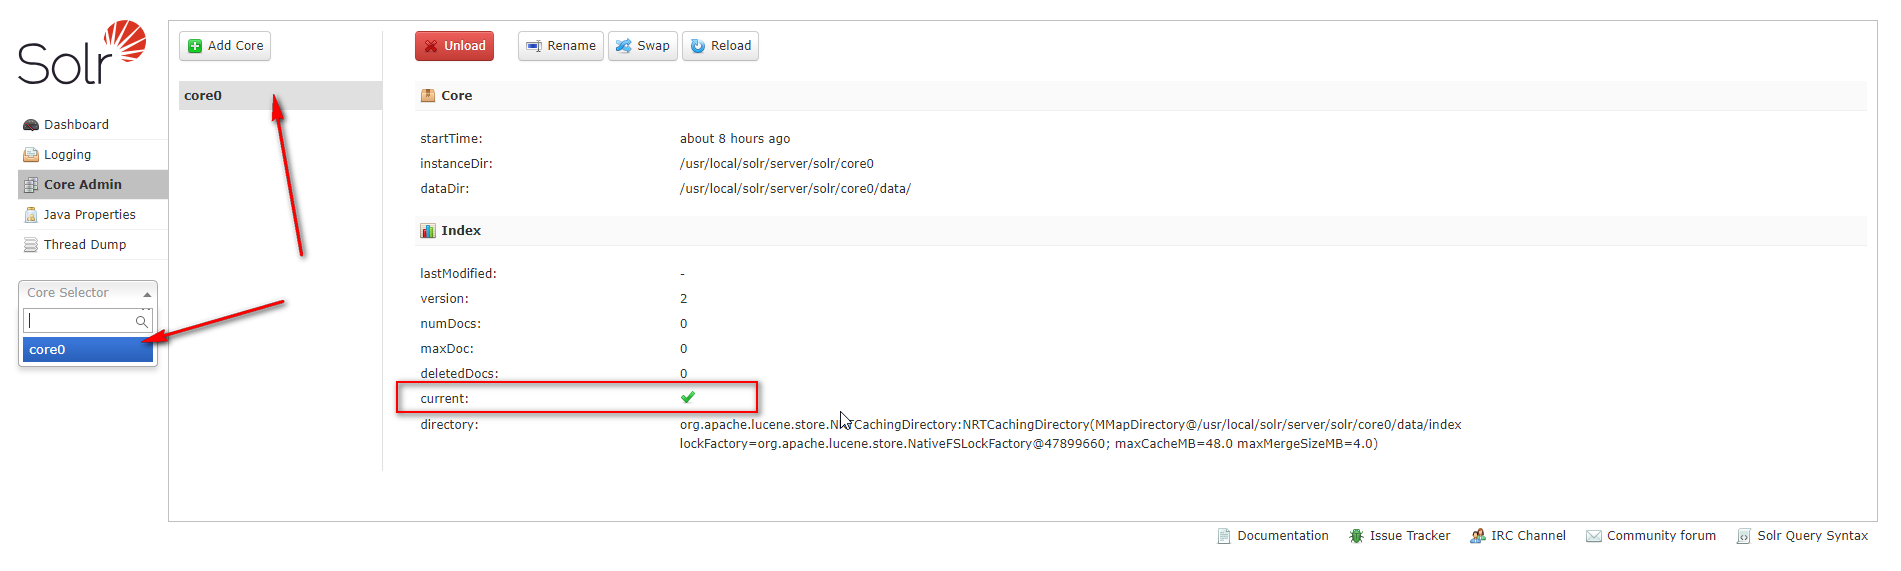 Solr
Dashboard
Logging
Core Admin
Java Properties
Thread Dump
Core Selector
core0
Add Core
core0
Unload
Rename
Swap
Reload
Core
startTime: about 8 hours ago
instanceDir: /usr/local/solr/server/solr/core0
dataDir: /usr/local/solr/server/solr/core0/data/
Index
lastModified: -
version: 2
numDocs: 0
maxDoc: 0
deletedDocs: 0
current:
directory: org.apache.lucene.store.NRTCachingDirectory:NRTCachingDirectory(MMapDirectory@/usr/local/solr/server/solr/core0/data/index
lockFactory=org.apache.lucene.store.NativeFSLockFactory@47899660; maxCacheMB=48.0 maxMergeSizeMB=4.0)
Documentation
Issue Tracker
IRC Channel
Community forum
Solr Query Syntax